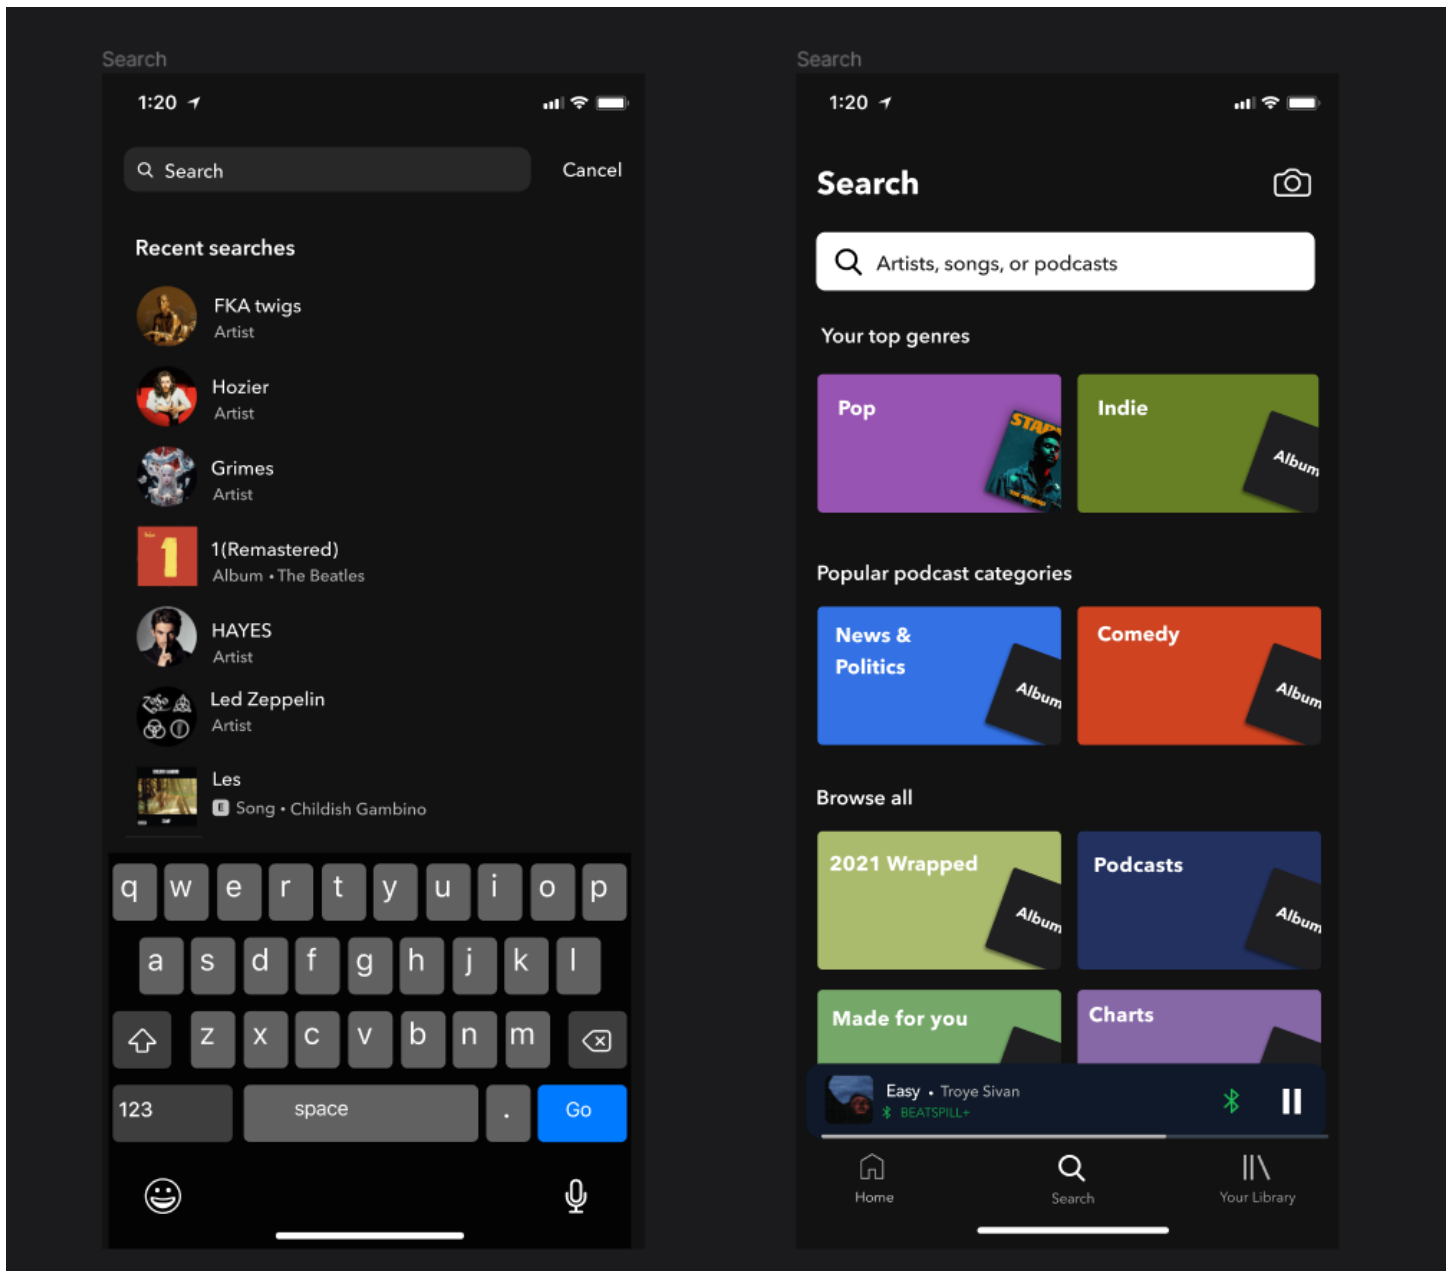 Search
1:20
Search
Cancel
Recent searches
FKA twigs
Artist
Hozier
Artist
Grimes
Artist
1
1(Remastered)
Album • The Beatles
HAYES
Artist
Led Zeppelin
Artist
Les
E Song • Childish Gambino
q w e r t y u i o p
a s d f g h j k l
z x c v b n m
123 space . Go
Search
1:20
Search
Artists, songs, or podcasts
Your top genres
Pop
Indie
Album
Popular podcast categories
News &
Politics
Album
Comedy
Album
Browse all
2021 Wrapped
Album
Podcasts
Album
Made for you
Charts
Easy • Troye Sivan
BEATSPILL+
Home
Search
Your Library